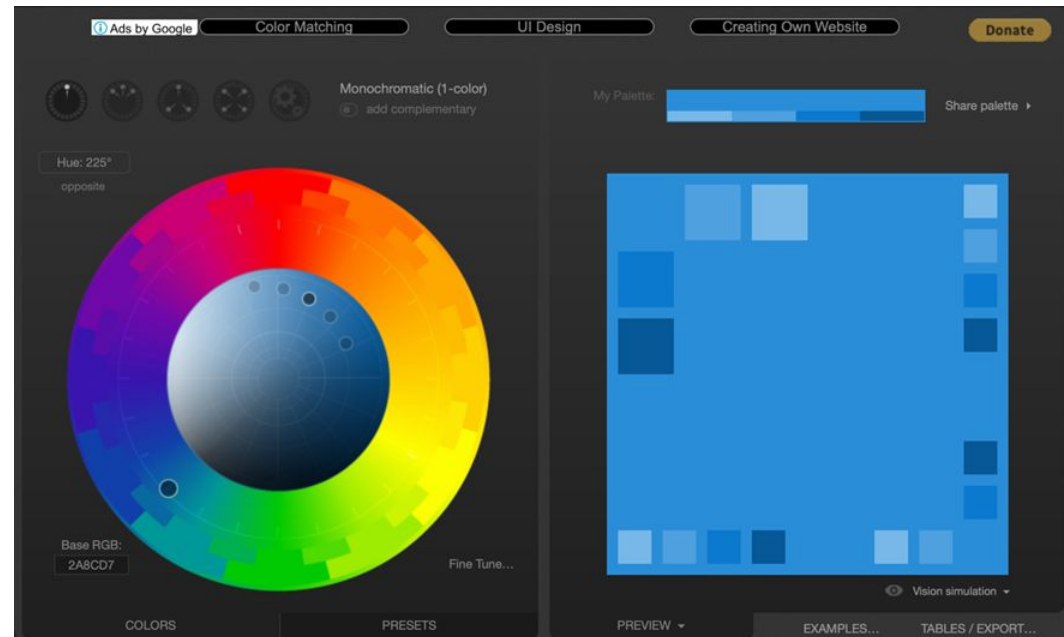 Ads by Google
Color Matching
UI Design
Creating Own Website
Donate
Monochromatic (1-color)
add complementary
My Palette:
Share palette
Hue: 225°
opposite
Base RGB:
2A8CD7
Fine Tune...
Vision simulation
COLORS
PRESETS
PREVIEW
EXAMPLES...
TABLES / EXPORT...